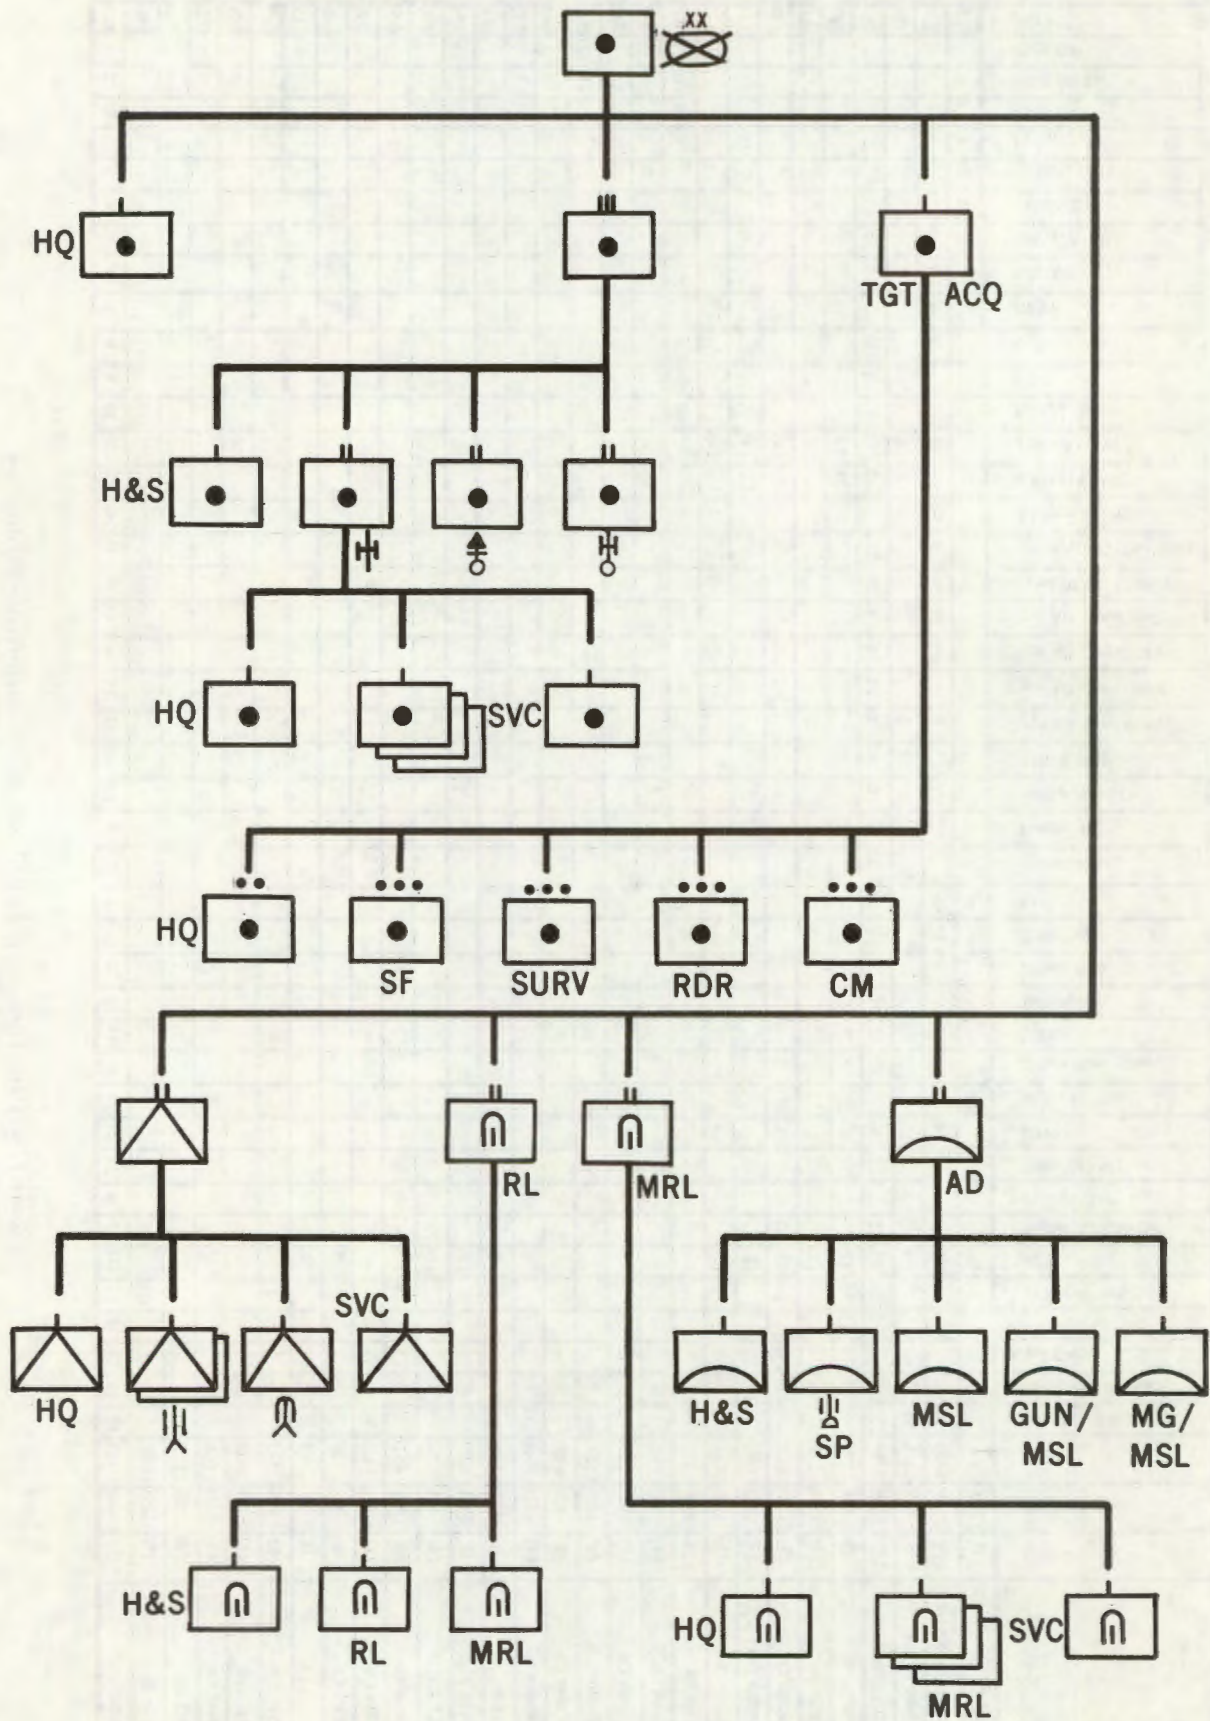 XX
HQ
TGT ACQ
H&S
HQ
SVC
HQ
SF
SURV
RDR
CM
RL
MRL
AD
SVC
HQ
H&S
SP
MSL
GUN/
MSL
MG/
MSL
H&S
RL
MRL
HQ
SVC
MRL